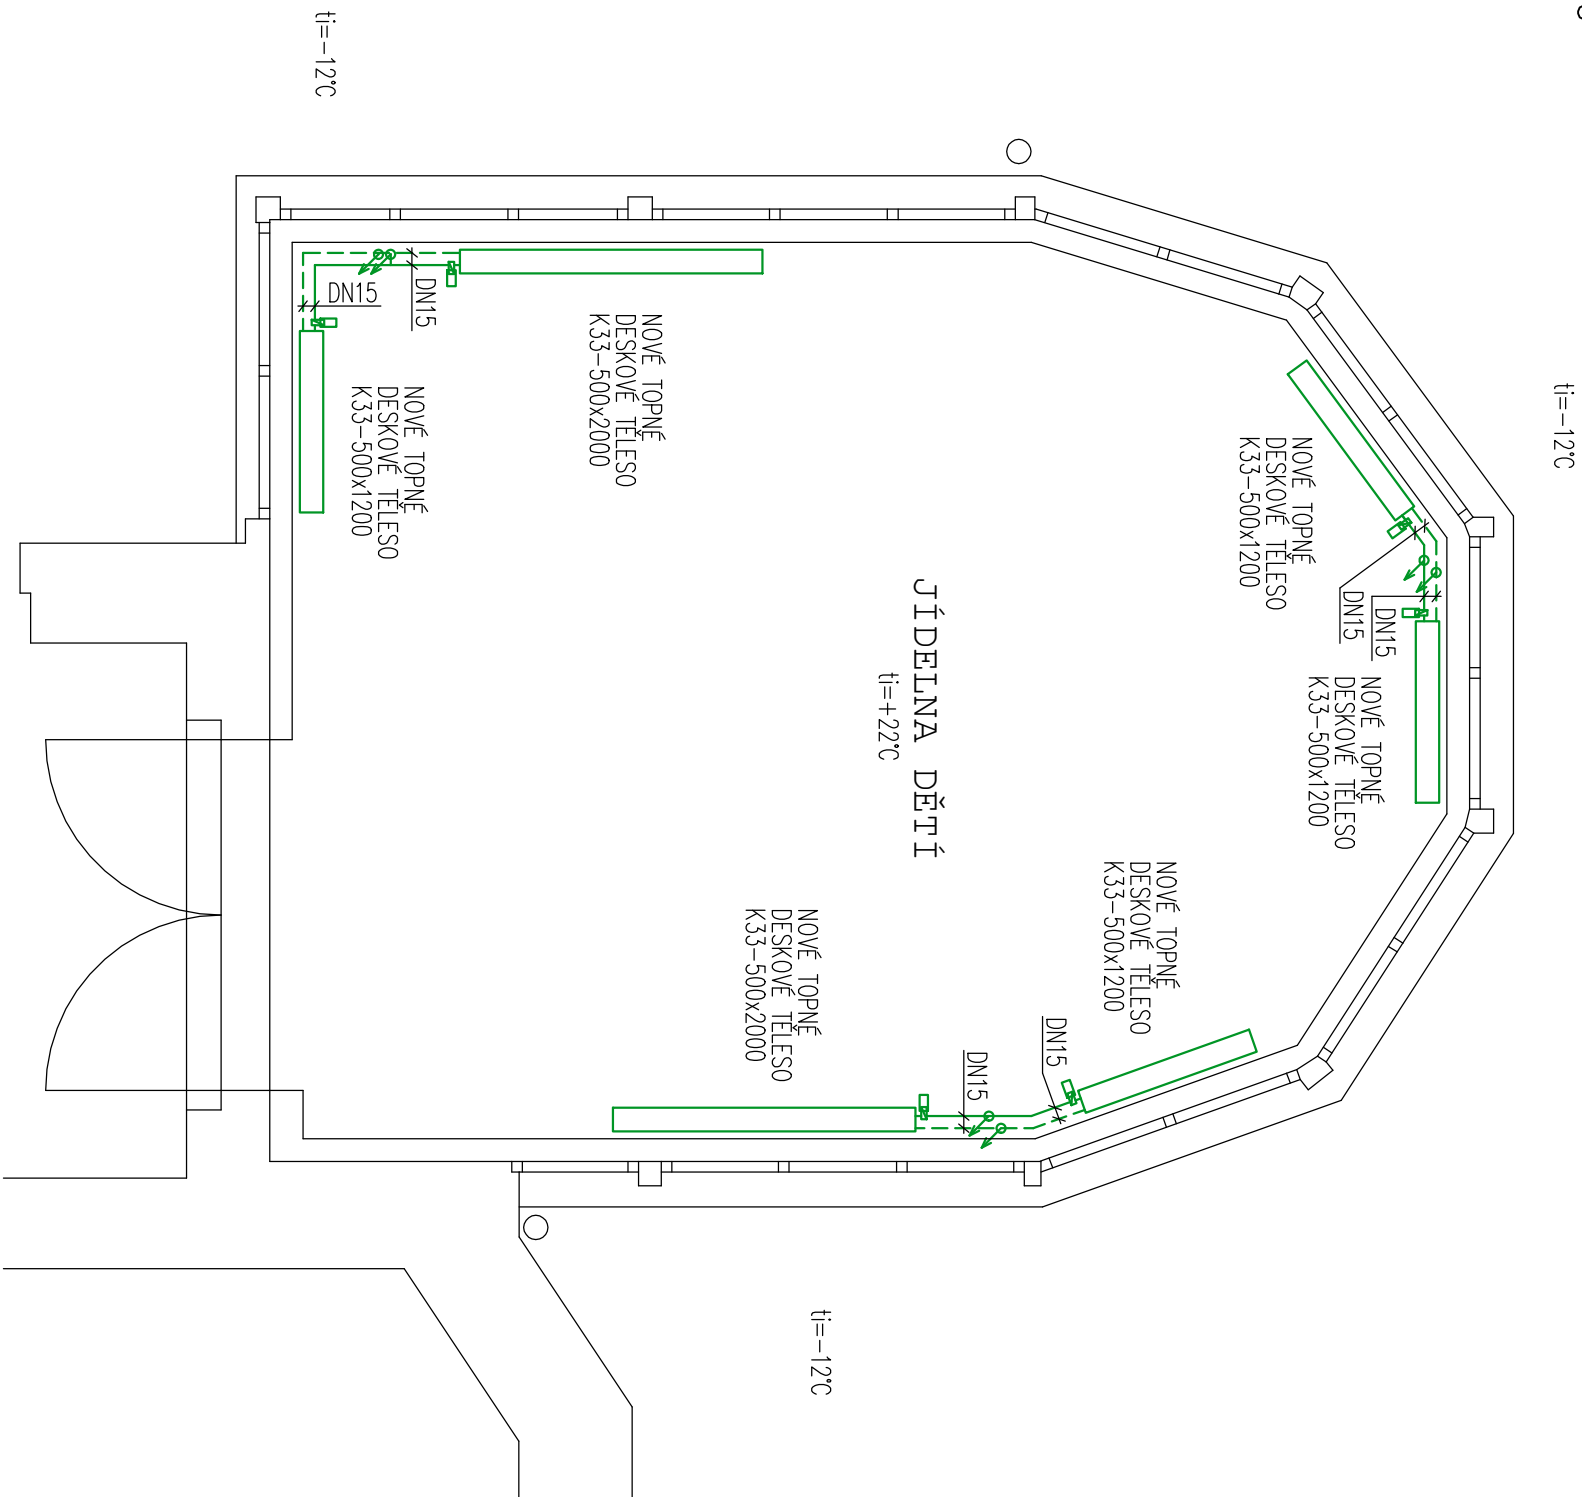 ti=-12°C
ti=-12°C
NOVÉ TOPNÉ
DESKOVÉ TĚLESO
K33-500x1200
DN15
DN15
NOVÉ TOPNÉ
DESKOVÉ TĚLESO
K33-500x1200
NOVÉ TOPNÉ
DESKOVÉ TĚLESO
K33-500x1200
DN15
DN15
JÍDELNA DĚTÍ
ti=+22°C
NOVÉ TOPNÉ
DESKOVÉ TĚLESO
K33-500x2000
NOVÉ TOPNÉ
DESKOVÉ TĚLESO
K33-500x2000
DN15
DN15
NOVÉ TOPNÉ
DESKOVÉ TĚLESO
K33-500x1200
ti=-12°C